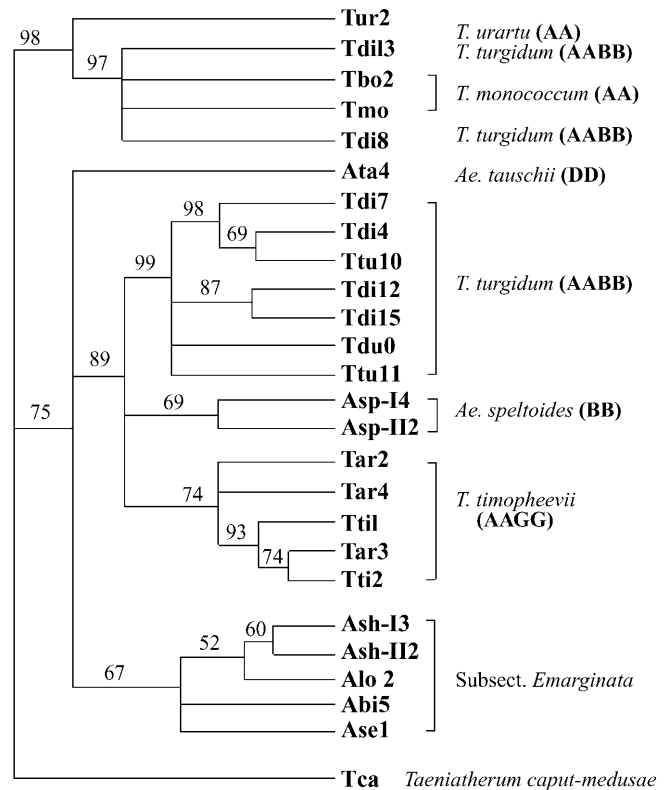 98
97
Tur2
Tdil3
Tbo2
Tmo
Tdi8
T. urartu (AA)
T. turgidum (AABB)
T. monococcum (AA)
T. turgidum (AABB)
Ata4
Ae. tauschii (DD)
75
89
99
98
69
87
Tdi7
Tdi4
Ttu10
Tdi12
Tdi15
Tdu0
Ttu11
T. turgidum (AABB)
69
Asp-I4
Asp-II2
Ae. speltoides (BB)
74
93
74
Tar2
Tar4
Ttil
Tar3
Tti2
T. timopheevii
(AAGG)
67
52
60
Ash-I3
Ash-II2
Alo 2
Abi5
Ase1
Subsect. Emarginata
Tca Taeniatherum caput-medusae